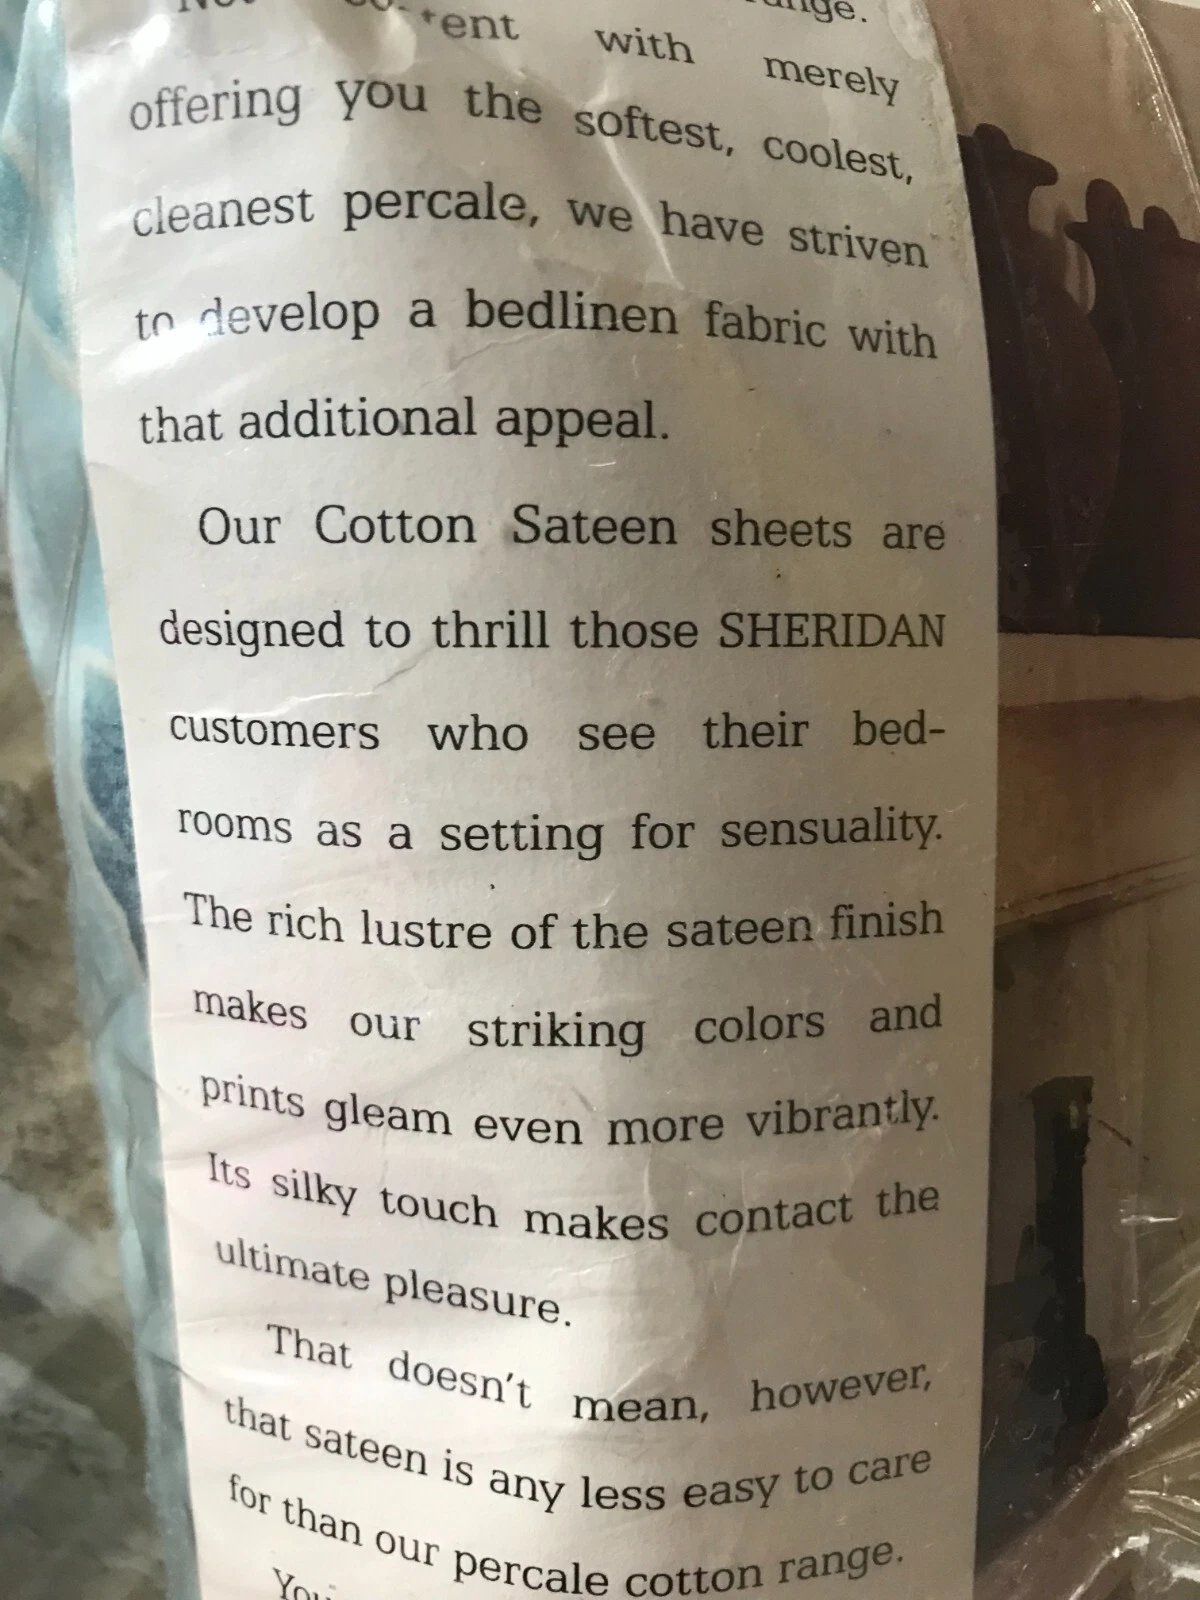 with merely
offering you the softest, coolest,
cleanest percale, we have striven
to develop a bedlinen fabric with
that additional appeal.
Our Cotton Sateen sheets are
designed to thrill those SHERIDAN
customers who see their bed-
rooms as a setting for sensuality.
The rich lustre of the sateen finish
makes our striking colors and
prints gleam even more vibrantly.
Its silky touch makes contact the
ultimate pleasure.
That doesn't mean, however,
that sateen is any less easy to care
for than our percale cotton range.